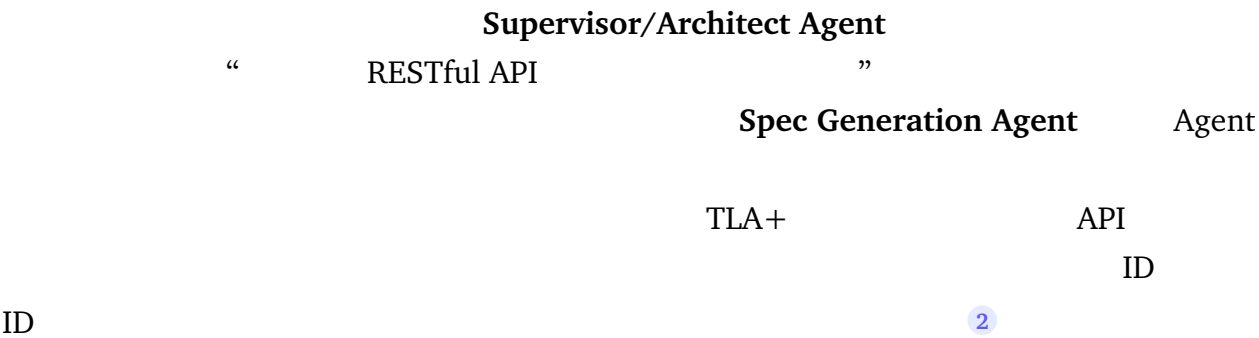 Supervisor/Architect Agent
“ RESTful API ”
Spec Generation Agent Agent
TLA+ API
ID
ID 2